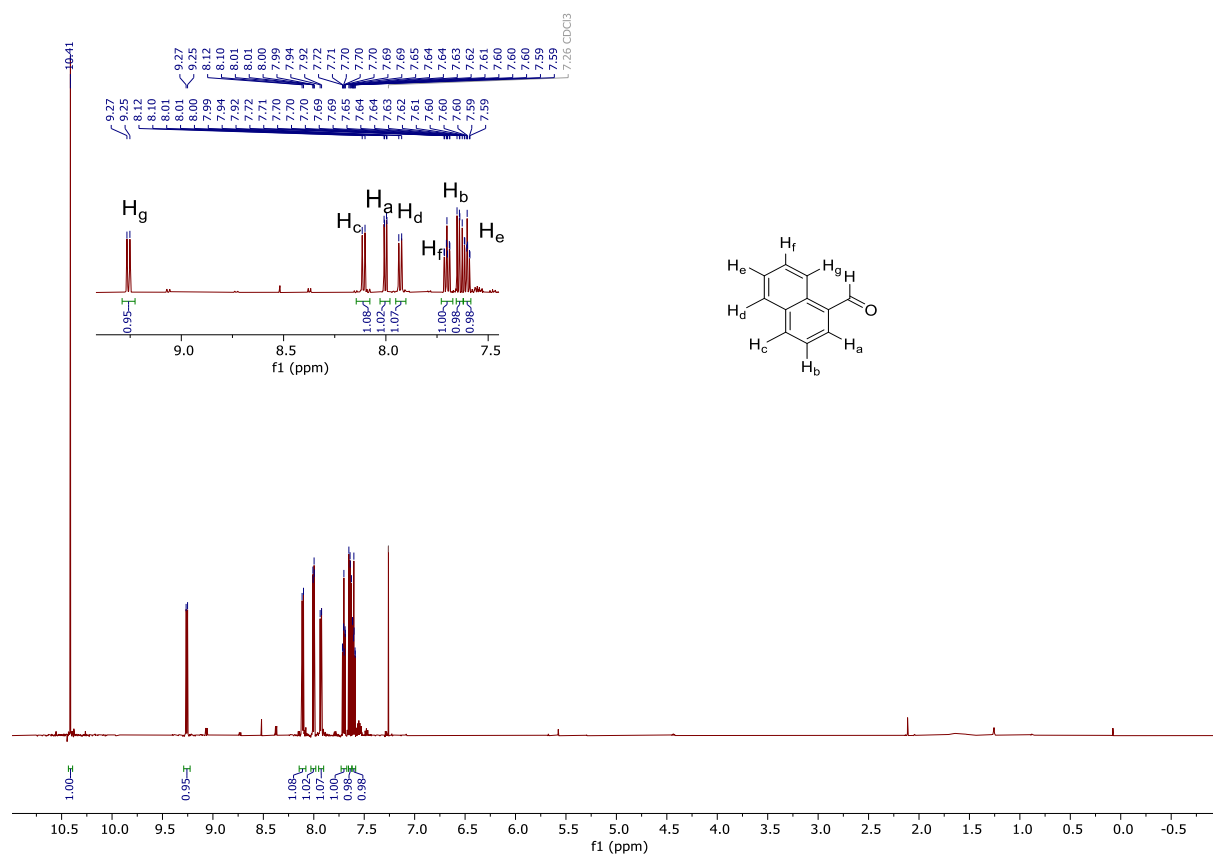 10.41
9.27 9.25 8.12 8.10 8.01 8.01 8.00 7.99 7.94 7.92 7.72 7.71 7.70 7.70 7.70 7.69 7.69 7.65 7.64 7.64 7.63 7.62 7.61 7.60 7.60 7.60 7.59 7.59 7.26 CDCl3
9.27 9.25 8.12 8.10 8.01 8.01 8.00 7.99 7.94 7.92 7.72 7.71 7.70 7.70 7.70 7.69 7.69 7.65 7.64 7.64 7.63 7.62 7.61 7.60 7.60 7.60 7.59 7.59
Hg Hc Ha Hd Hf Hb He
0.95 1.08 1.02 1.07 1.00 0.98 0.98
9.0 8.5 8.0 7.5
f1 (ppm)
Hf
He Hg H
O
Hd
Hc Ha
Hb
1.00 0.95 1.08 1.02 1.07 1.00 0.98 0.98
10.5 10.0 9.5 9.0 8.5 8.0 7.5 7.0 6.5 6.0 5.5 5.0 4.5 4.0 3.5 3.0 2.5 2.0 1.5 1.0 0.5 0.0 -0.5
f1 (ppm)